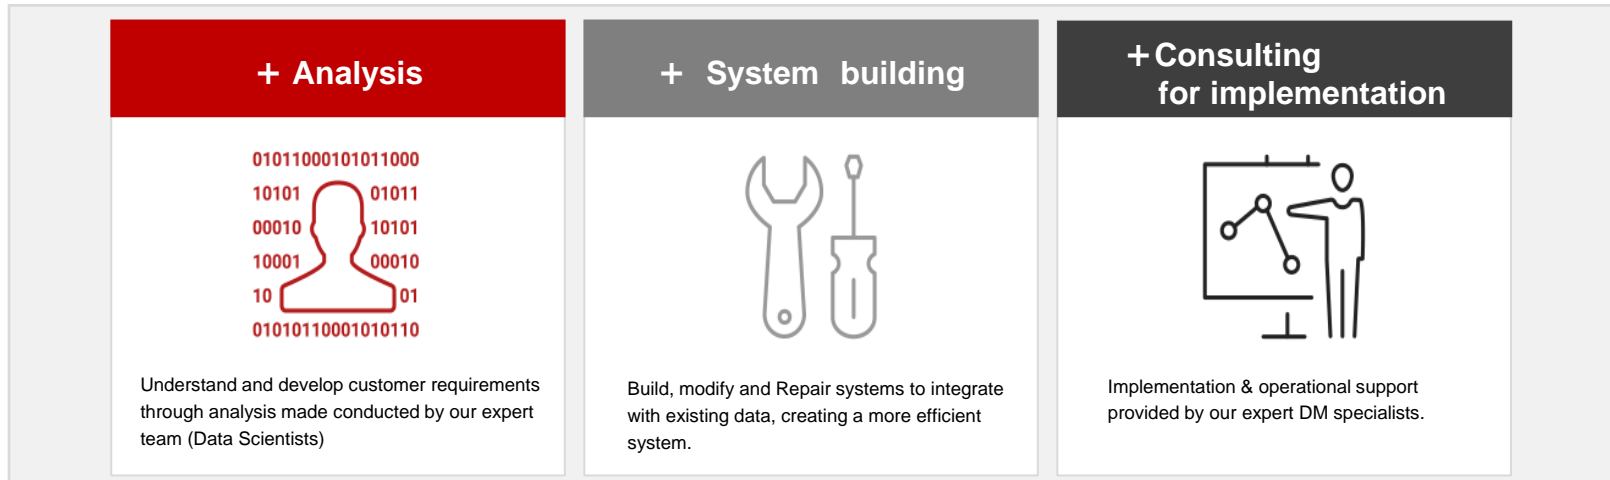 + Analysis
01011000101011000
10101 01011
00010 10101
10001 00010
10 01
01010110001010110
Understand and develop customer requirements
through analysis made conducted by our expert
team (Data Scientists)
+ System building
Build, modify and Repair systems to integrate
with existing data, creating a more efficient
system.
+Consulting
for implementation
Implementation & operational support
provided by our expert DM specialists.